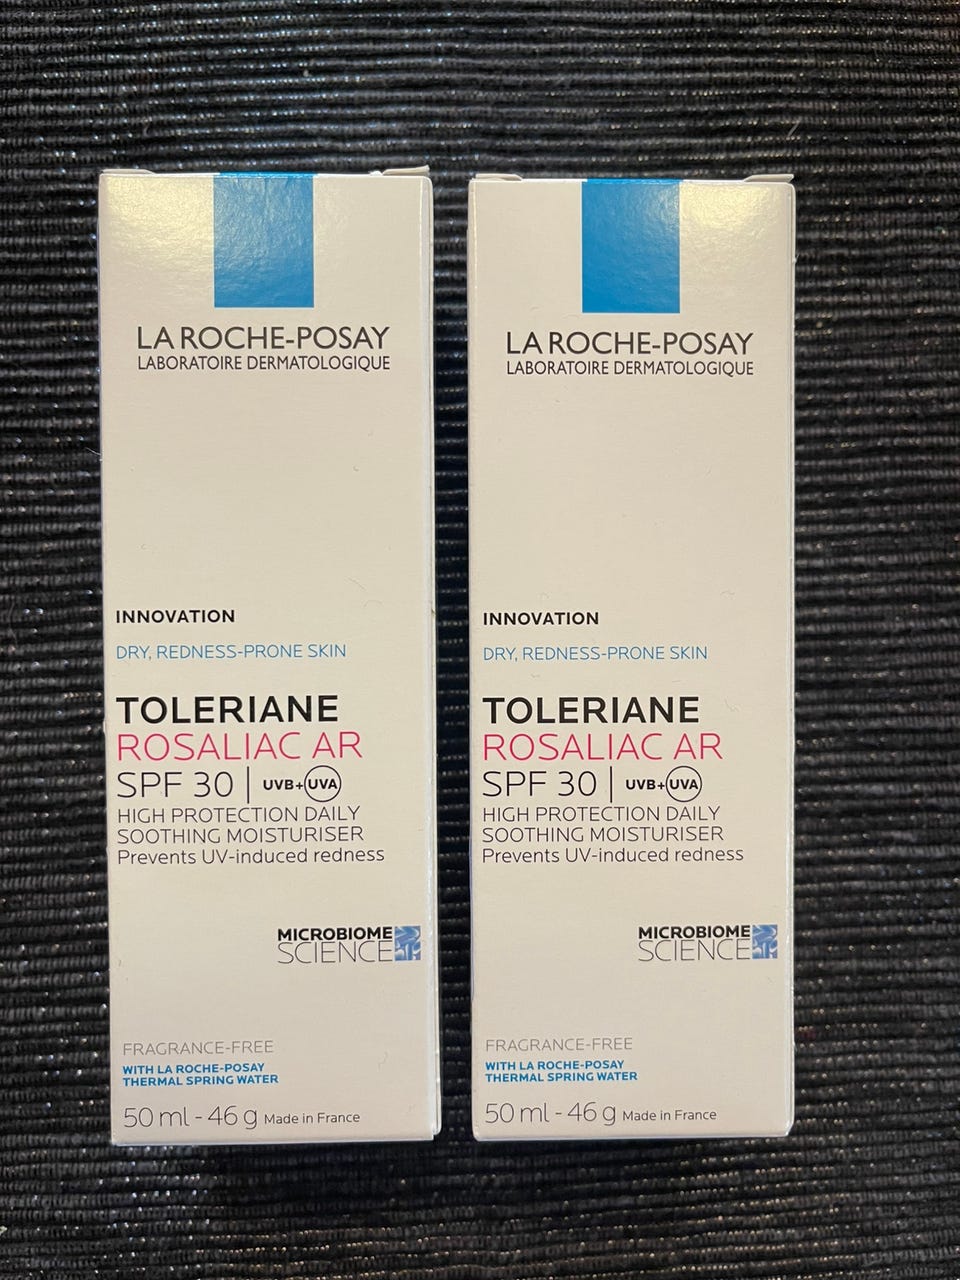 LA ROCHE-POSAY
LABORATOIRE DERMATOLOGIQUE
INNOVATION
DRY, REDNESS-PRONE SKIN
TOLERIANE
ROSALIAC AR
SPF 30 | UVB+UVA
HIGH PROTECTION DAILY
SOOTHING MOISTURISER
Prevents UV-induced redness
MICROBIOME
SCIENCE
FRAGRANCE-FREE
WITH LA ROCHE-POSAY
THERMAL SPRING WATER
50 ml - 46 g Made in France
LA ROCHE-POSAY
LABORATOIRE DERMATOLOGIQUE
INNOVATION
DRY, REDNESS-PRONE SKIN
TOLERIANE
ROSALIAC AR
SPF 30 | UVB+UVA
HIGH PROTECTION DAILY
SOOTHING MOISTURISER
Prevents UV-induced redness
MICROBIOME
SCIENCE
FRAGRANCE-FREE
WITH LA ROCHE-POSAY
THERMAL SPRING WATER
50 ml - 46 g Made in France